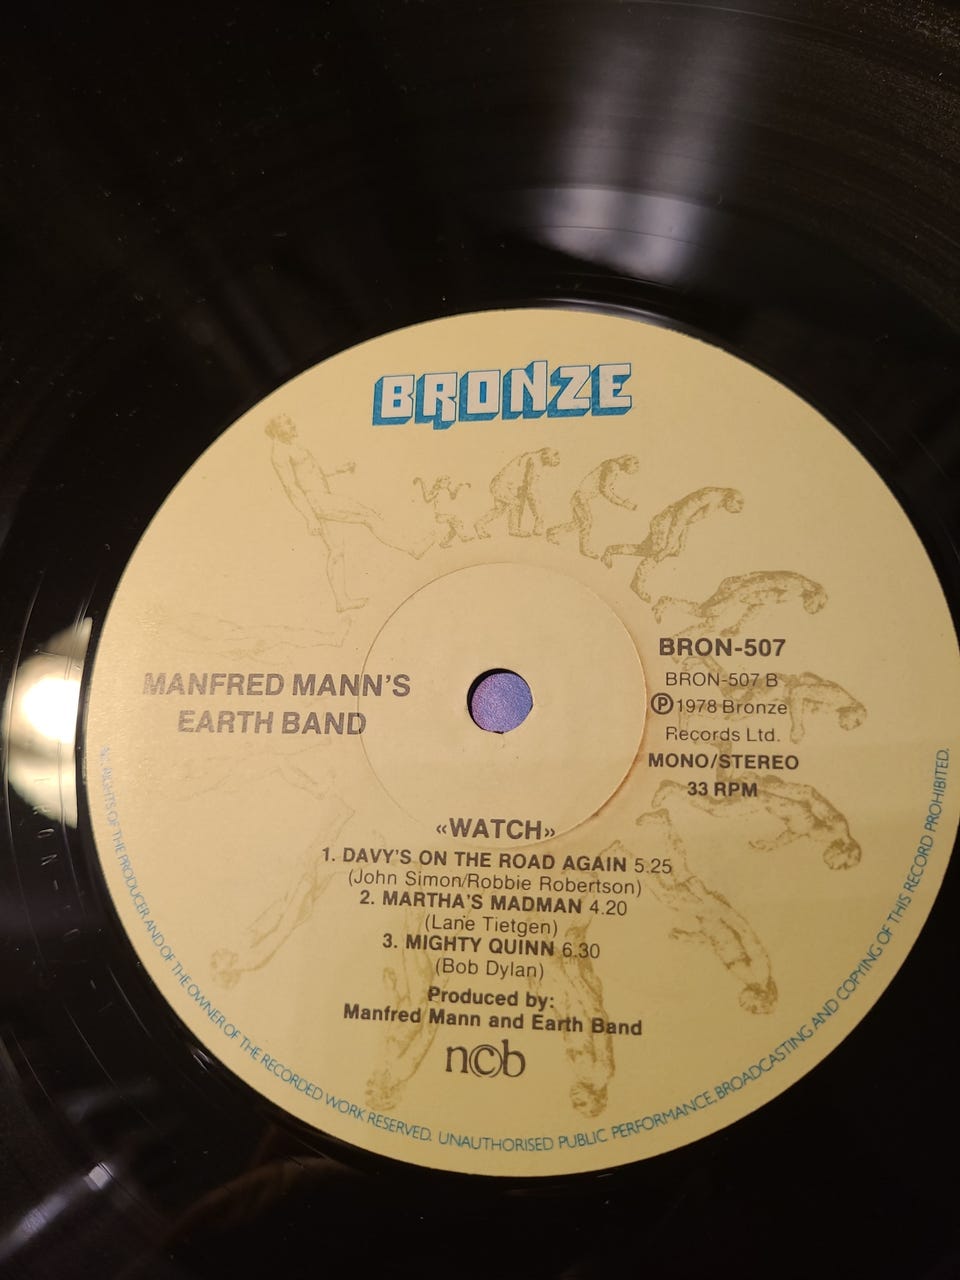 BRONZE
MANFRED MANN'S
EARTH BAND
BRON-507
BRON-507 B
Ⓟ1978 Bronze
Records Ltd.
MONO/STEREO
33 RPM
«WATCH»
1. DAVY'S ON THE ROAD AGAIN 5:25
(John Simon/Robbie Robertson)
2. MARTHA'S MADMAN 4.20
(Lane Tietgen)
3. MIGHTY QUINN 6.30
(Bob Dylan)
Produced by:
Manfred Mann and Earth Band
n©b
RIGHTS OF THE PRODUCER AND OF THE OWNER OF THE RECORDED WORK RESERVED. UNAUTHORISED PUBLIC PERFORMANCE, BROADCASTING AND COPYING OF THIS RECORD PROHIBITED.